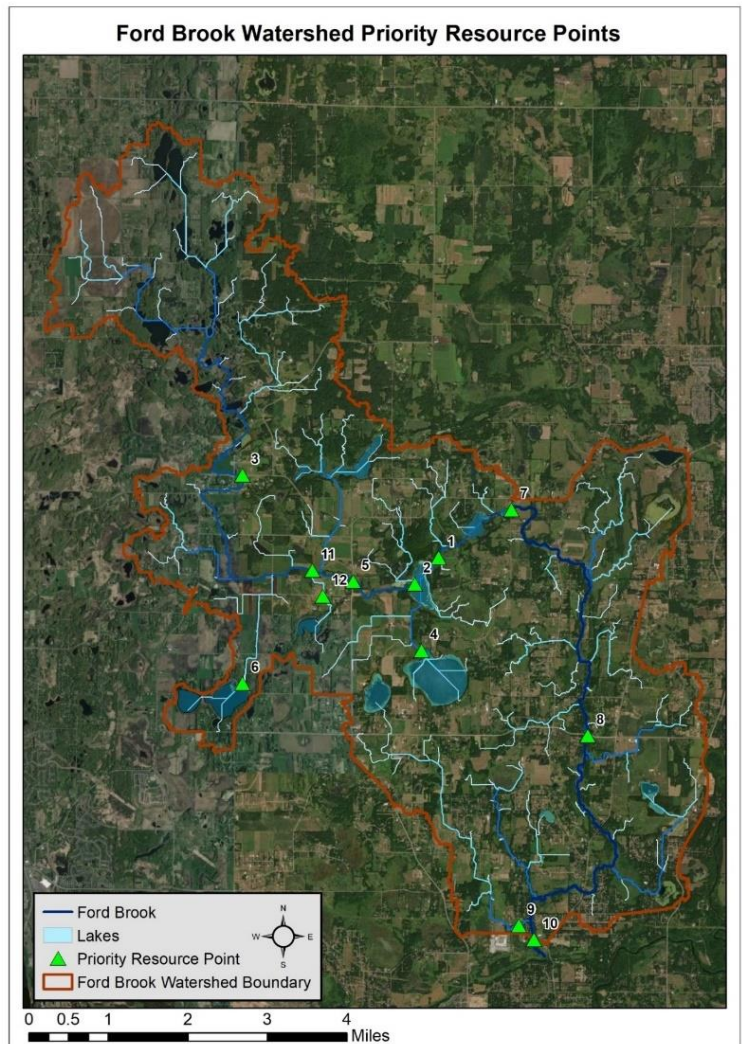 Ford Brook Watershed Priority Resource Points
3
7
1
11
5
2
12
4
6
8
9
10
Ford Brook
Lakes
Priority Resource Point
Ford Brook Watershed Boundary
N
W E
S
0 0.5 1 2 3 4
Miles